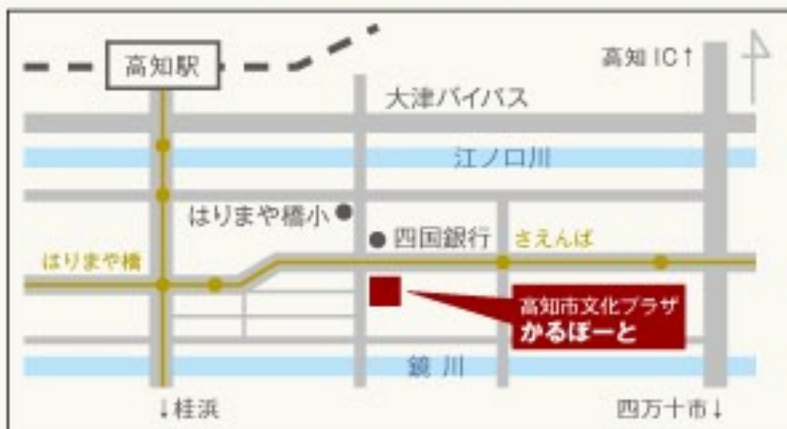 高知駅
高知IC↑
大津バイパス
江ノ口川
はりまや橋小
四国銀行
さえんば
はりまや橋
高知市文化プラザ
かるぽーと
鏡川
↓桂浜
四万十市↓